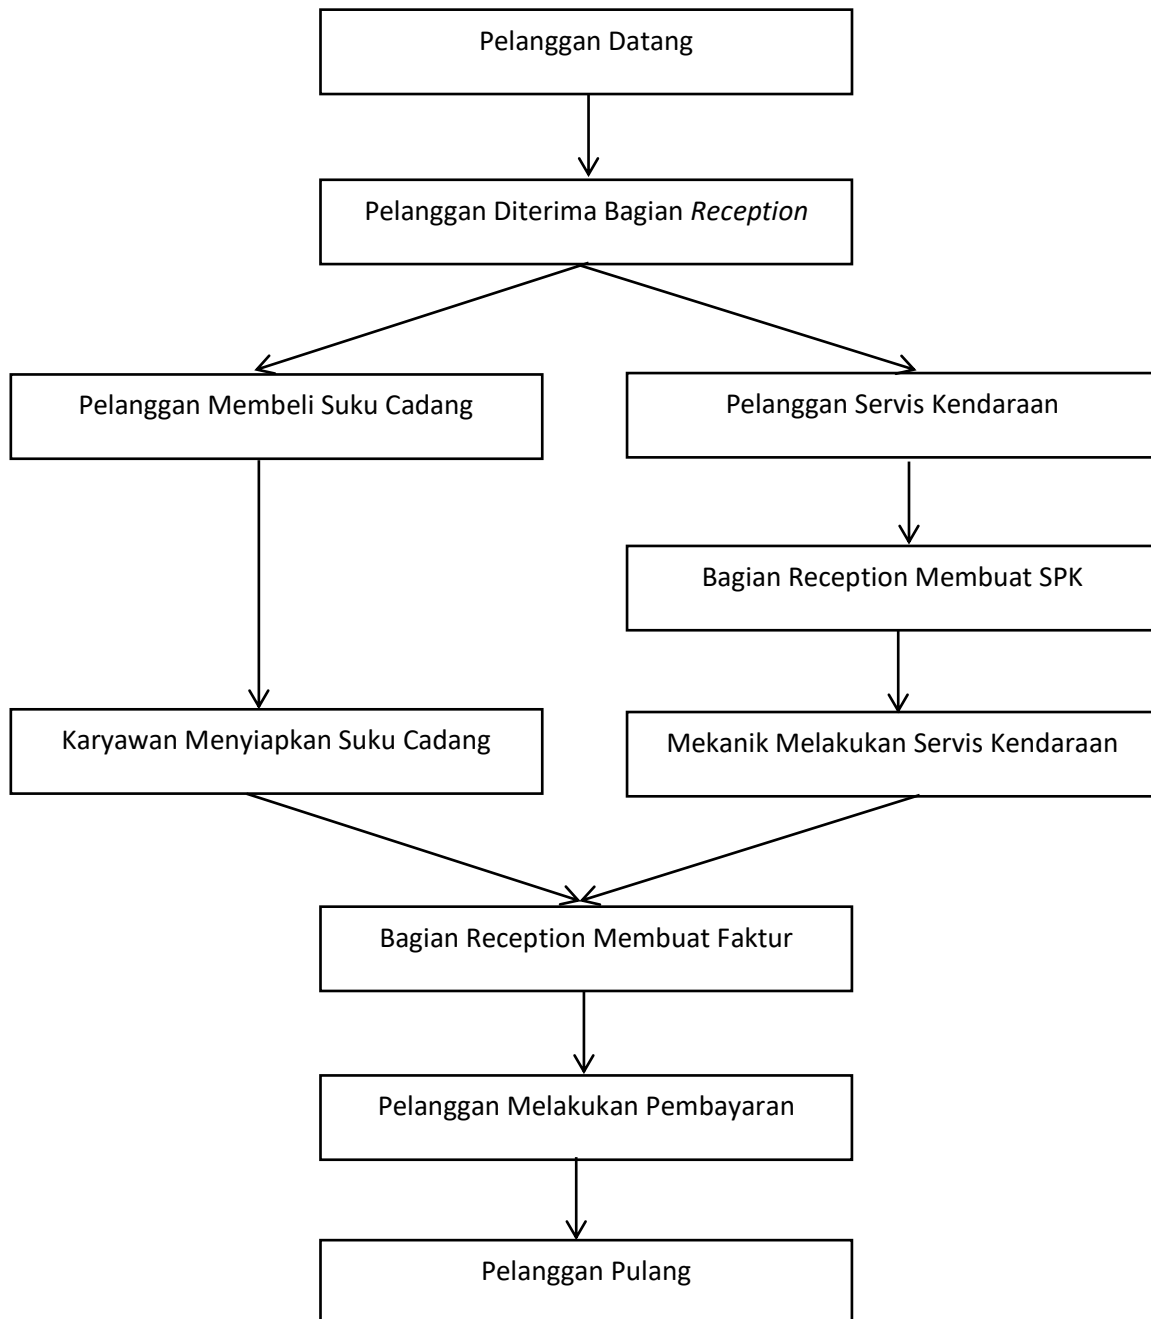 Pelanggan Datang
Pelanggan Diterima Bagian Reception
Pelanggan Membeli Suku Cadang
Pelanggan Servis Kendaraan
Bagian Reception Membuat SPK
Karyawan Menyiapkan Suku Cadang
Mekanik Melakukan Servis Kendaraan
Bagian Reception Membuat Faktur
Pelanggan Melakukan Pembayaran
Pelanggan Pulang